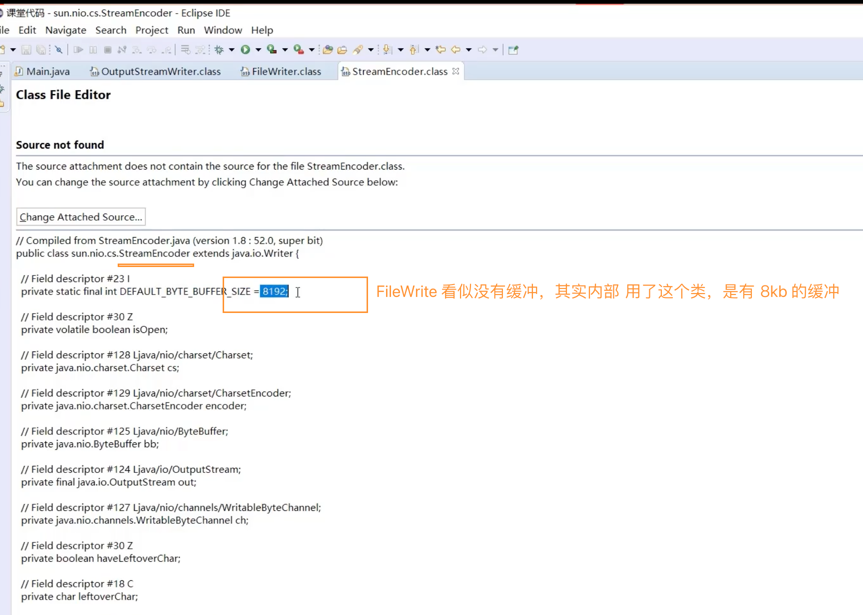 课堂代码 - sun.nio.cs.StreamEncoder - Eclipse IDE
ile Edit Navigate Search Project Run Window Help
Main.java OutputStreamWriter.class FileWriter.class StreamEncoder.class
Class File Editor
Source not found
The source attachment does not contain the source for the file StreamEncoder.class.
You can change the source attachment by clicking Change Attached Source below:
Change Attached Source...
// Compiled from StreamEncoder.java (version 1.8 : 52.0, super bit)
public class sun.nio.cs.StreamEncoder extends java.io.Writer {
// Field descriptor #23 I
private static final int DEFAULT_BYTE_BUFFER_SIZE = 8192;
FileWrite 看似没有缓冲，其实内部 用了这个类，是有 8kb 的缓冲
// Field descriptor #30 Z
private volatile boolean isOpen;
// Field descriptor #128 Ljava/nio/charset/Charset;
private java.nio.charset.Charset cs;
// Field descriptor #129 Ljava/nio/charset/CharsetEncoder;
private java.nio.charset.CharsetEncoder encoder;
// Field descriptor #125 Ljava/nio/ByteBuffer;
private java.nio.ByteBuffer bb;
// Field descriptor #124 Ljava/io/OutputStream;
private final java.io.OutputStream out;
// Field descriptor #127 Ljava/nio/channels/WritableByteChannel;
private java.nio.channels.WritableByteChannel ch;
// Field descriptor #30 Z
private boolean haveLeftoverChar;
// Field descriptor #18 C
private char leftoverChar;